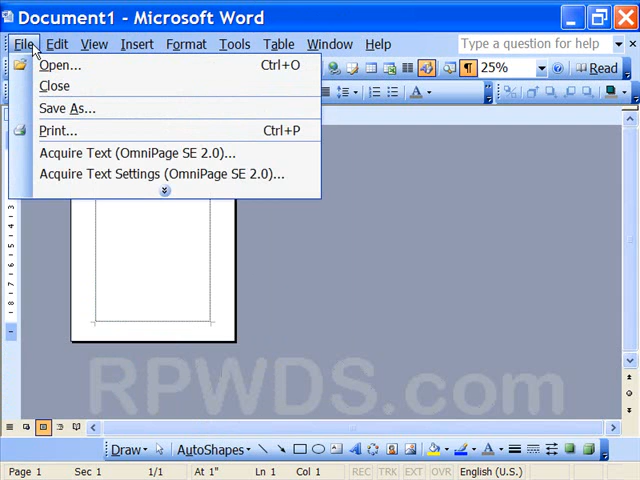 Document1 - Microsoft Word
File Edit View Insert Format Tools Table Window Help Type a question for help
Open... Ctrl+O
25% Read
Close
Save As...
Print... Ctrl+P
Acquire Text (OmniPage SE 2.0)...
Acquire Text Settings (OmniPage SE 2.0)...
RPWDS.com
Draw AutoShapes
Page 1 Sec 1 1/1 At 1" Ln 1 Col 1 REC TRK EXT OVR English (U.S.)